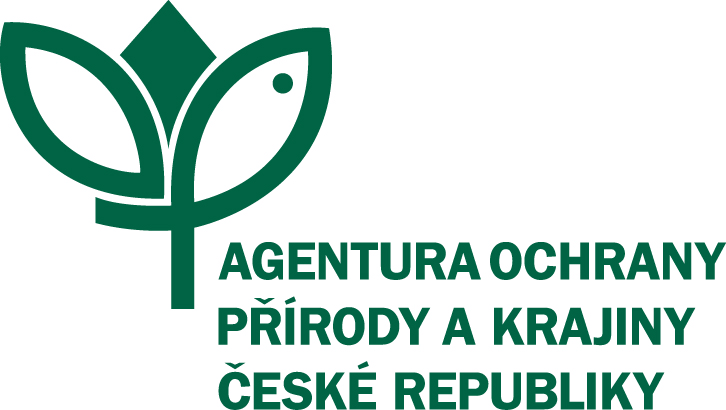 AGENTURA OCHRANY
PŘÍRODY A KRAJINY
ČESKÉ REPUBLIKY